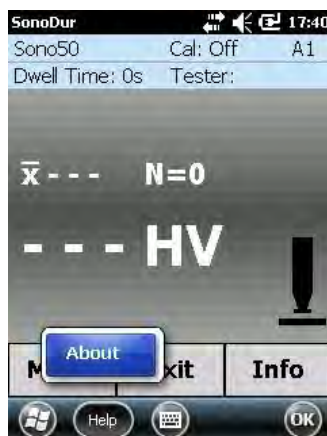 SonoDur 17:40
Sono50 Cal: Off A1
Dwell Time: 0s Tester:
x̅ - - - N=0
- - - HV
About
M xit Info
Help OK